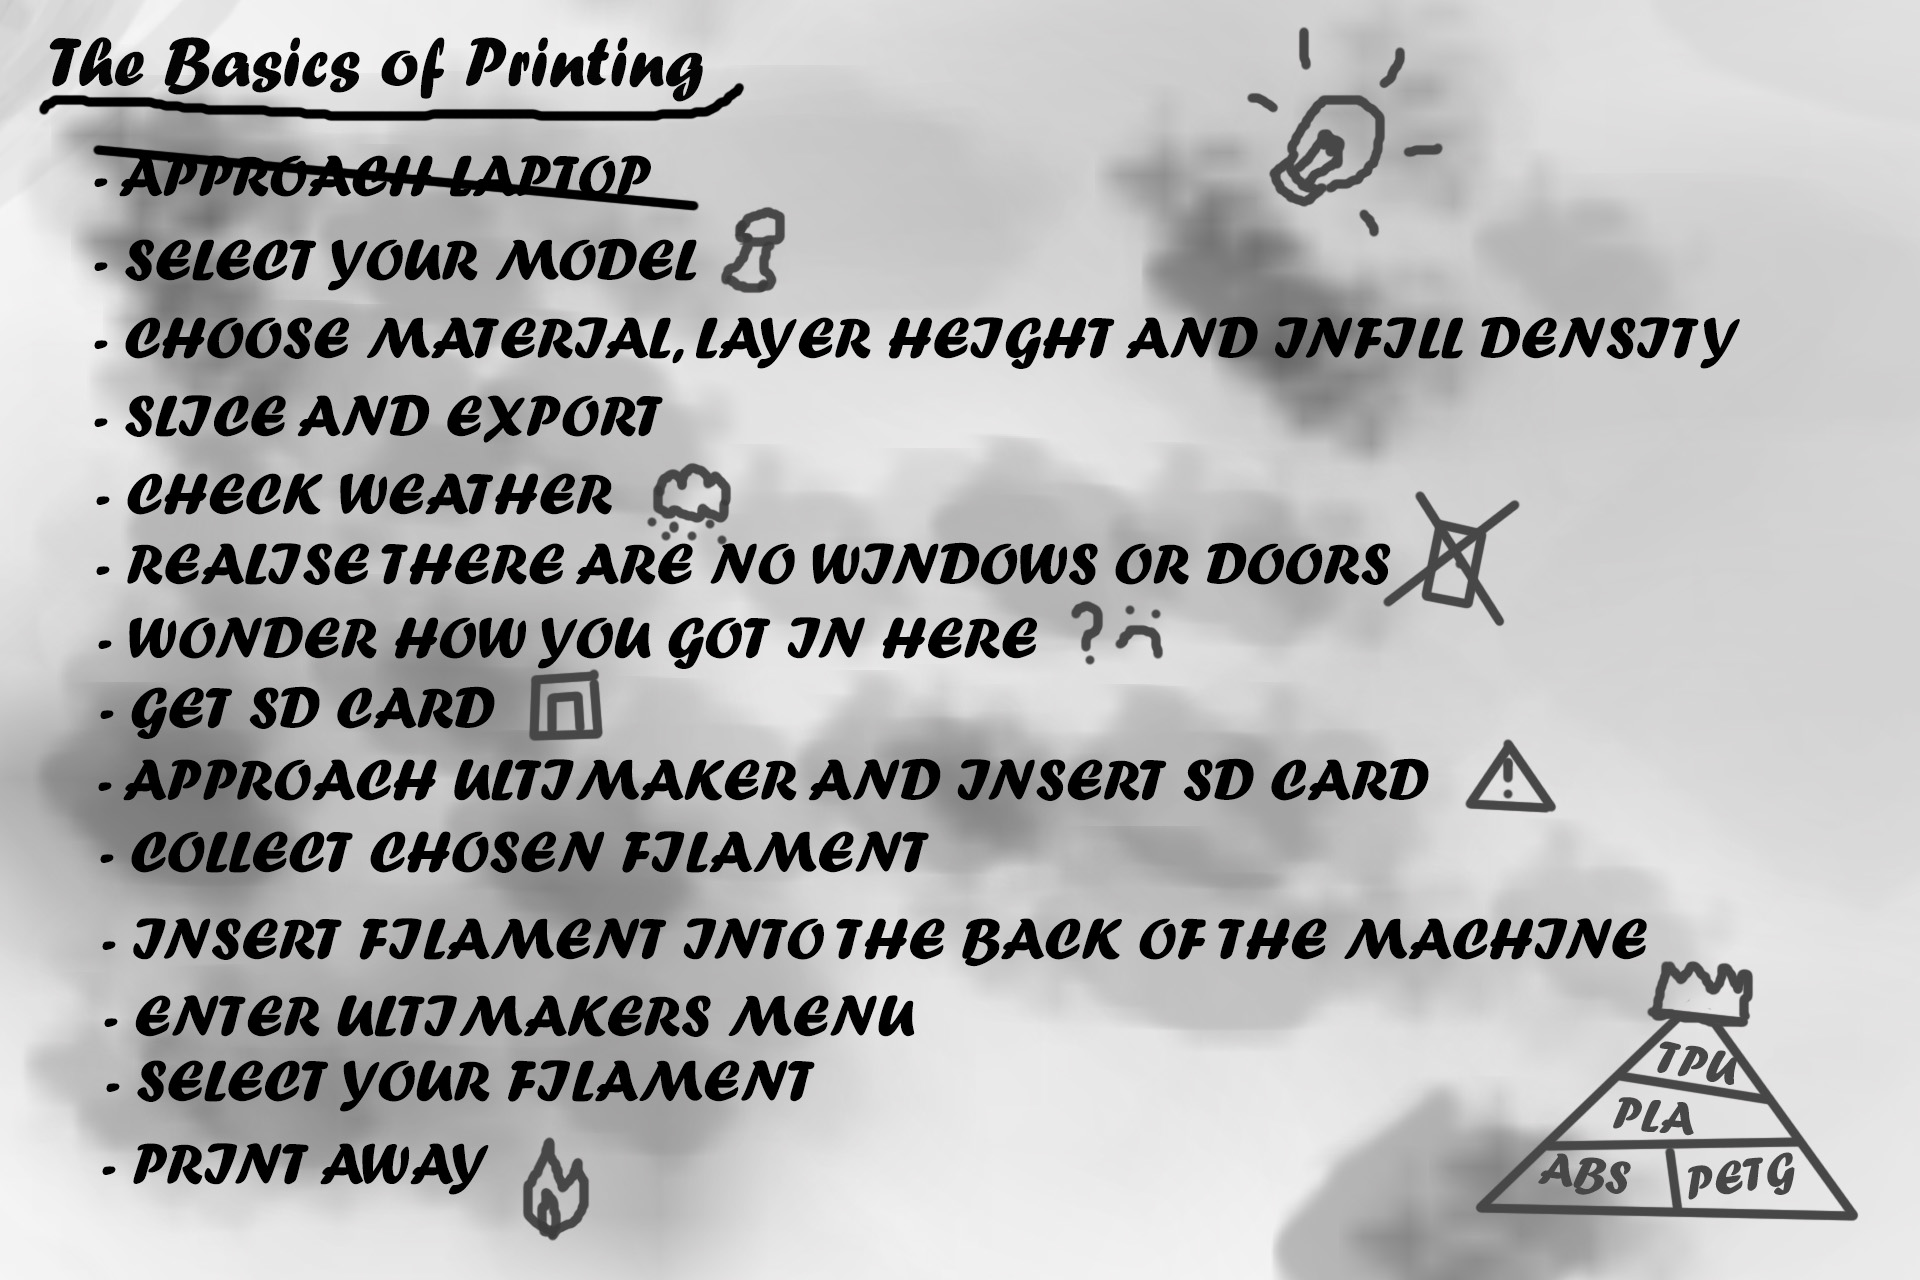 The Basics of Printing
- APPROACH LAPTOP
- SELECT YOUR MODEL
- CHOOSE MATERIAL, LAYER HEIGHT AND INFILL DENSITY
- SLICE AND EXPORT
- CHECK WEATHER
- REALISE THERE ARE NO WINDOWS OR DOORS
- WONDER HOW YOU GOT IN HERE ?
- GET SD CARD
- APPROACH ULTIMAKER AND INSERT SD CARD !
- COLLECT CHOSEN FILAMENT
- INSERT FILAMENT INTO THE BACK OF THE MACHINE
- ENTER ULTIMAKERS MENU
- SELECT YOUR FILAMENT
- PRINT AWAY
TPU
PLA
ABS PETG